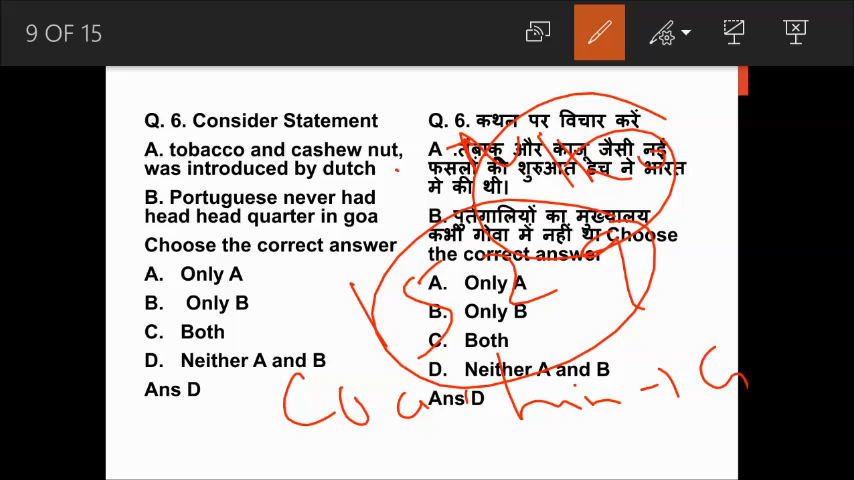 9 OF 15
Q. 6. Consider Statement
A. tobacco and cashew nut,
was introduced by dutch
B. Portuguese never had
head head quarter in goa
Choose the correct answer
A. Only A
B. Only B
C. Both
D. Neither A and B
Ans D
Q. 6. कथन पर विचार करें
A .तंबाकू और काजू जैसी नई
फसलों की शुरुआत डच ने भारत
मे की थी।
B. पुर्तगालियों का मुख्यालय
कभी गोवा में नहीं था Choose
the correct answer
A. Only A
B. Only B
C. Both
D. Neither A and B
Ans D